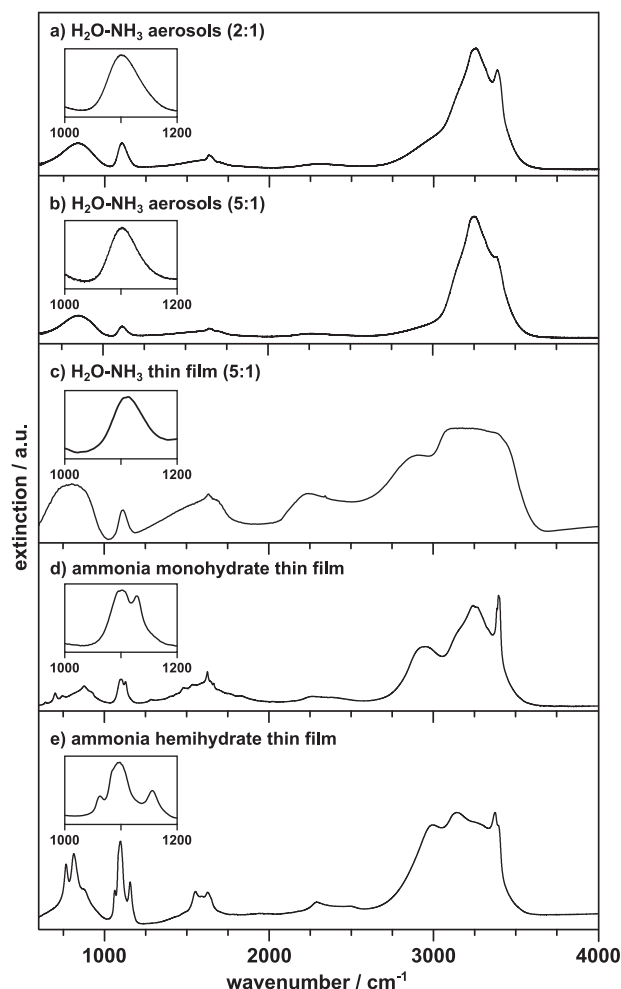 a) H₂O-NH₃ aerosols (2:1)
1000 1200
b) H₂O-NH₃ aerosols (5:1)
1000 1200
c) H₂O-NH₃ thin film (5:1)
1000 1200
extinction / a.u.
d) ammonia monohydrate thin film
1000 1200
e) ammonia hemihydrate thin film
1000 1200
1000 2000 3000 4000
wavenumber / cm⁻¹